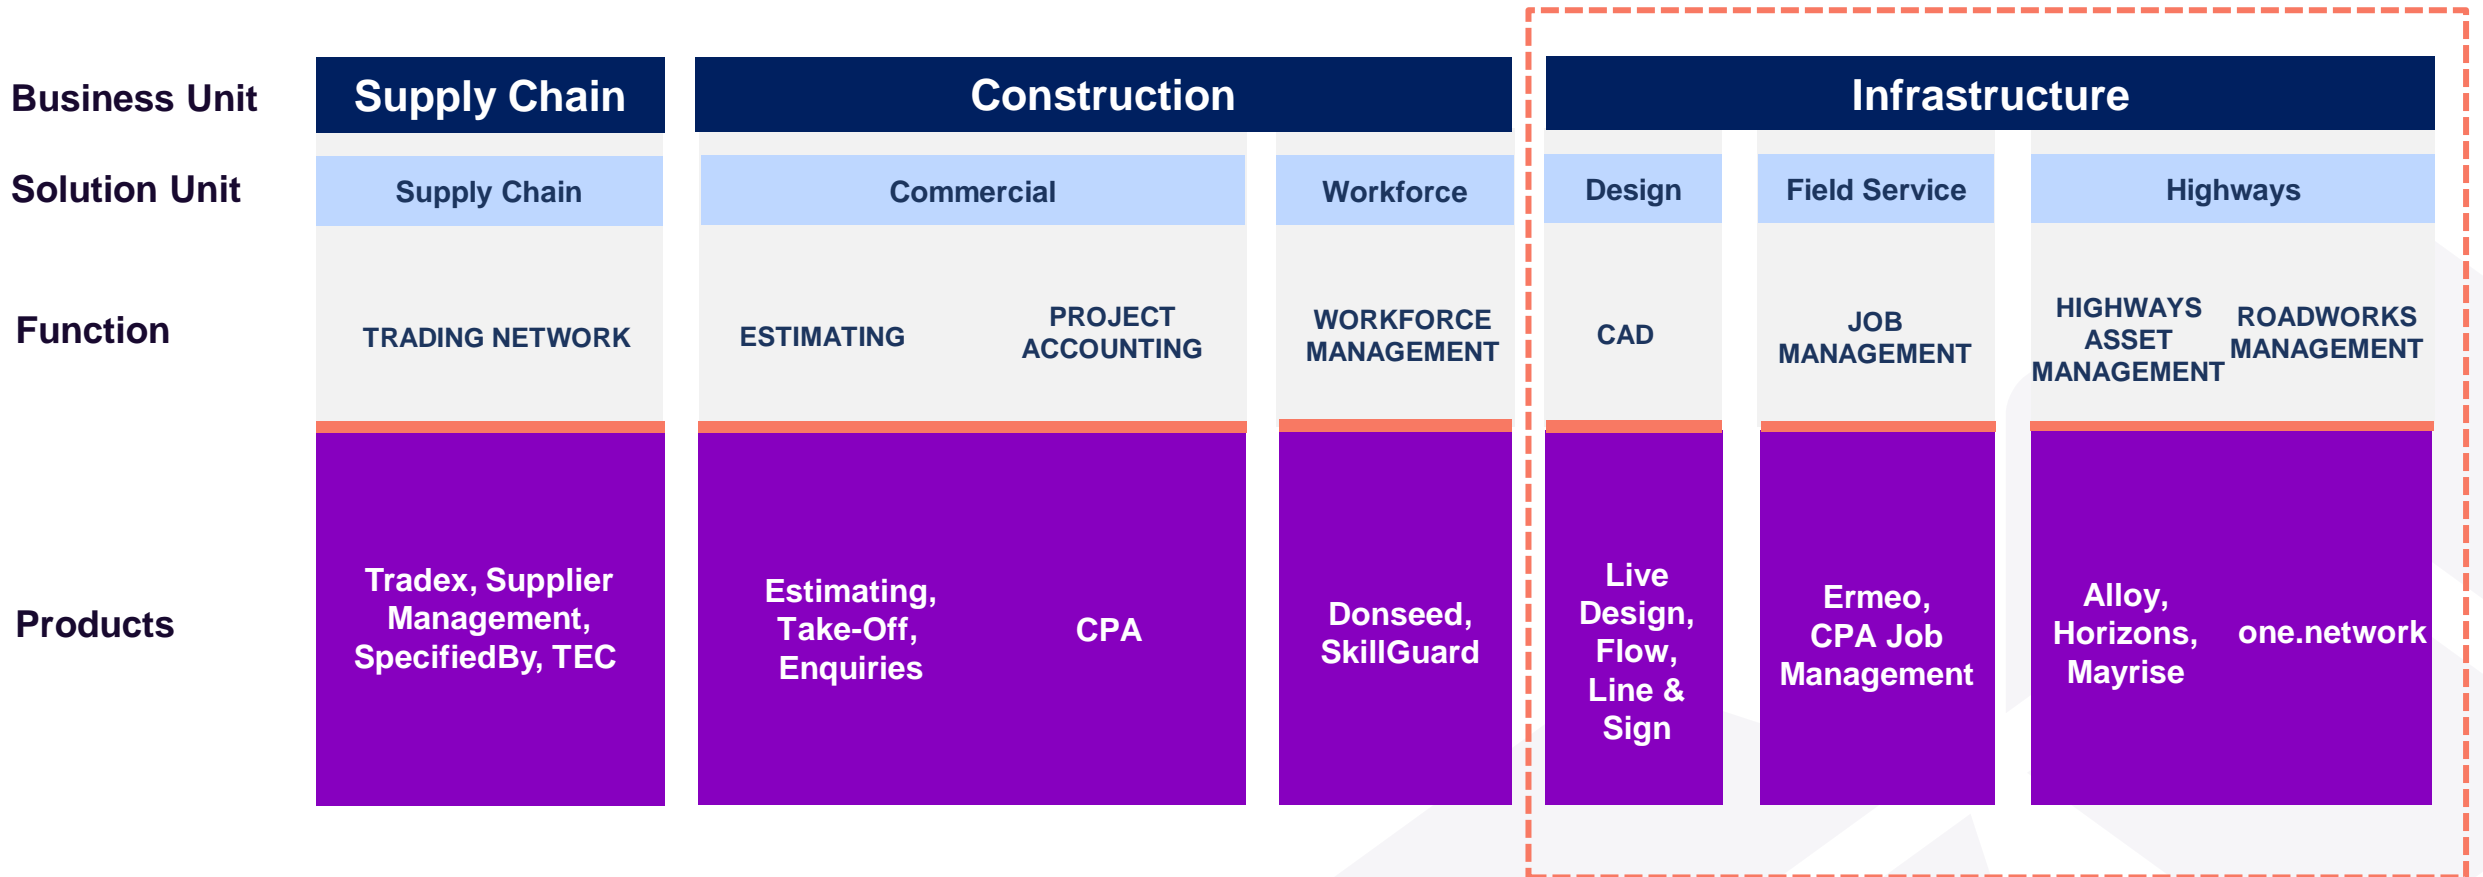 Business Unit
Supply Chain
Construction
Infrastructure
Solution Unit
Supply Chain
Commercial
Workforce
Design
Field Service
Highways
Function
TRADING NETWORK
ESTIMATING
PROJECT
ACCOUNTING
WORKFORCE
MANAGEMENT
CAD
JOB
MANAGEMENT
HIGHWAYS
ASSET
MANAGEMENT
ROADWORKS
MANAGEMENT
Products
Tradex, Supplier
Management,
SpecifiedBy, TEC
Estimating,
Take-Off,
Enquiries
CPA
Donseed,
SkillGuard
Live
Design,
Flow,
Line &
Sign
Ermeo,
CPA Job
Management
Alloy,
Horizons,
Mayrise
one.network